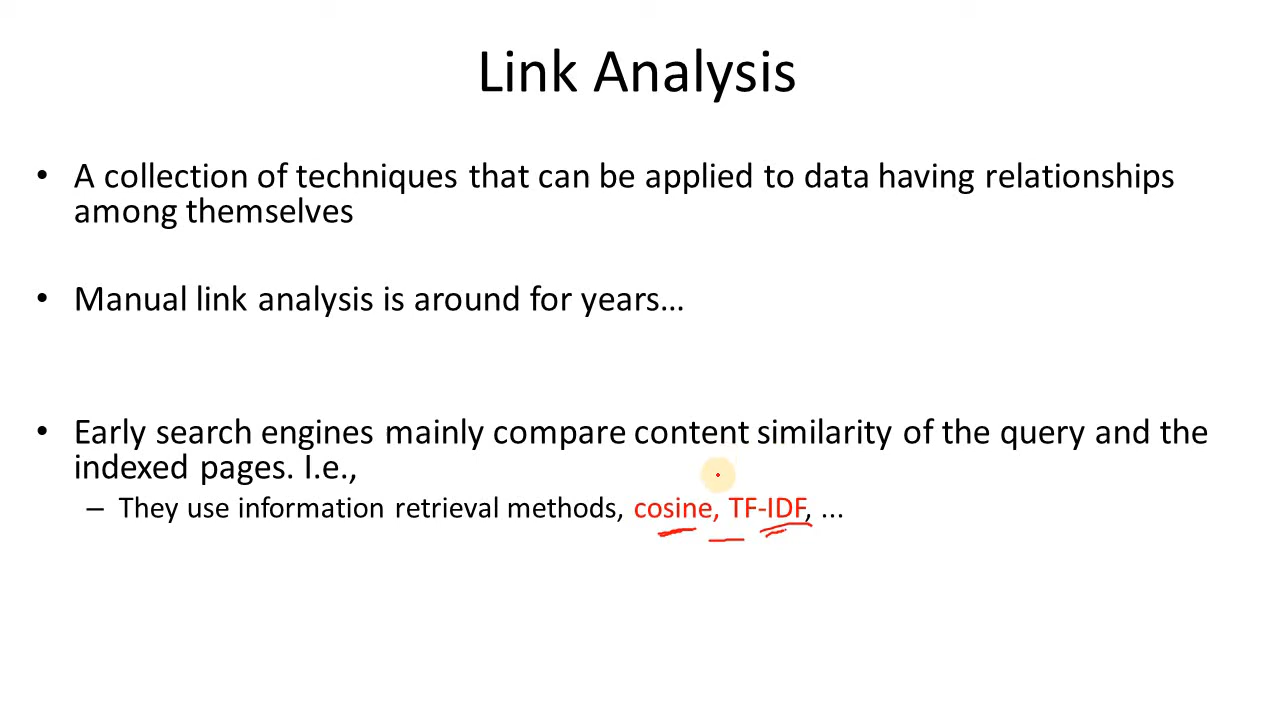 Link Analysis
• A collection of techniques that can be applied to data having relationships
among themselves
• Manual link analysis is around for years...
• Early search engines mainly compare content similarity of the query and the
indexed pages. I.e.,
– They use information retrieval methods, cosine, TF-IDF, ...